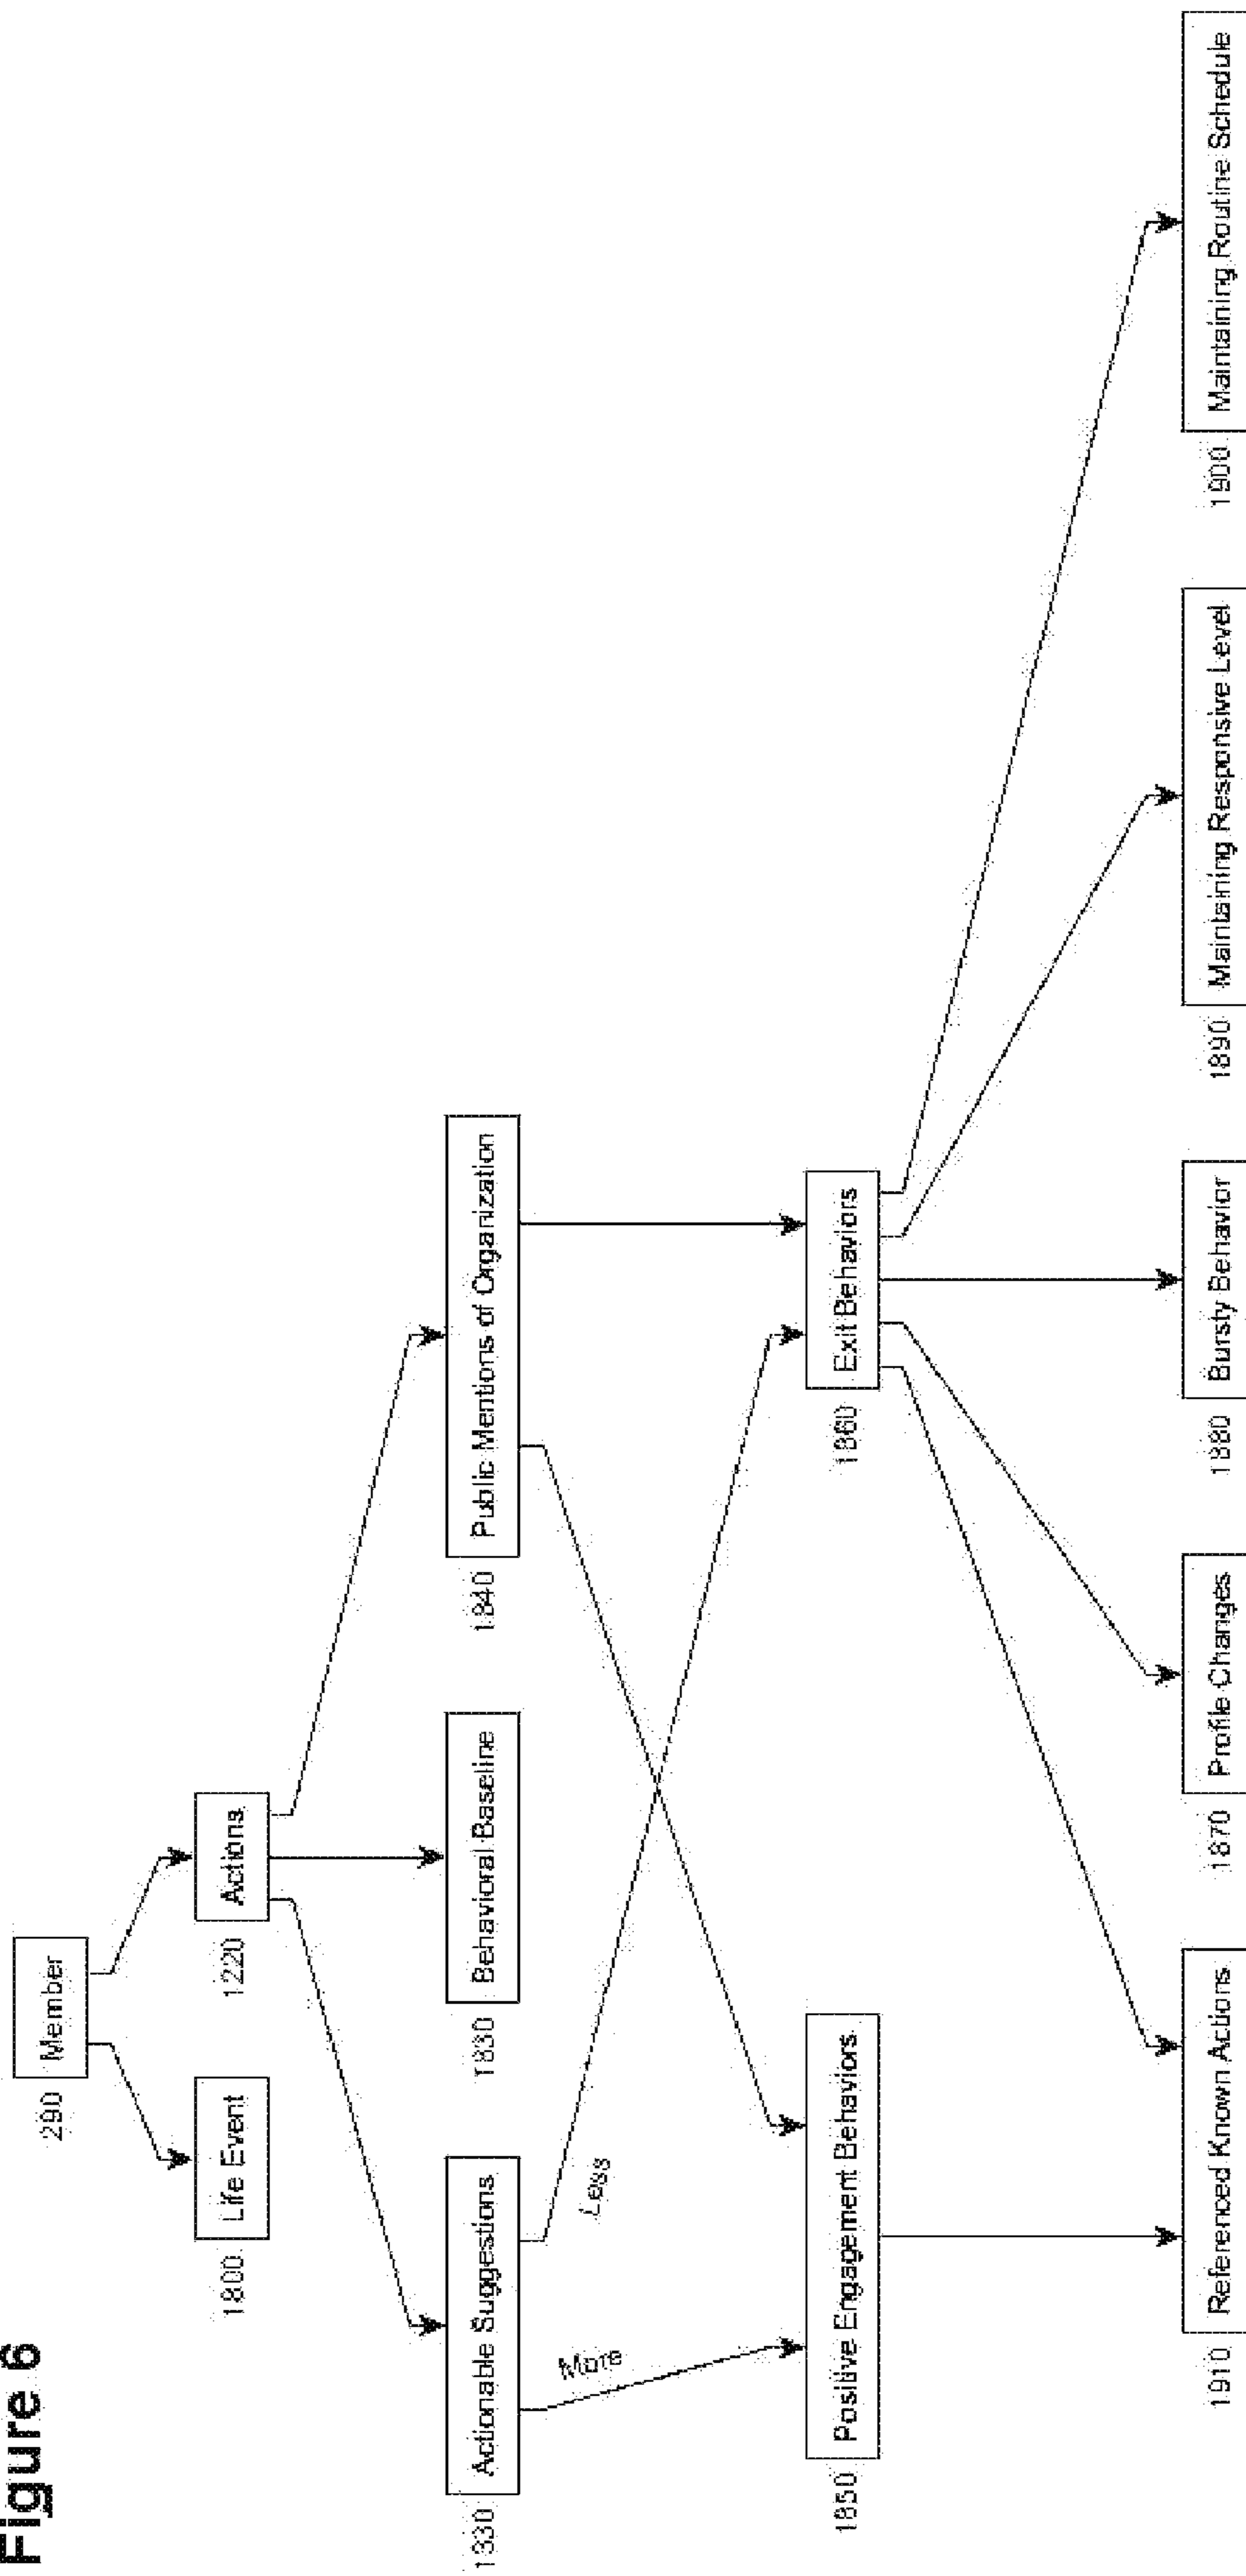 Figure 6
290 Member
1800 Life Event
1220 Actions
1330 Actionable Suggestions
1830 Behavioral Baseline
1840 Public Mentions of Organization
More
Less
1850 Positive Engagement Behaviors
1860 Exit Behaviors
1910 Referenced Known Actions
1870 Profile Changes
1880 Bursty Behavior
1890 Maintaining Responsive Level
1900 Maintaining Routine Schedule